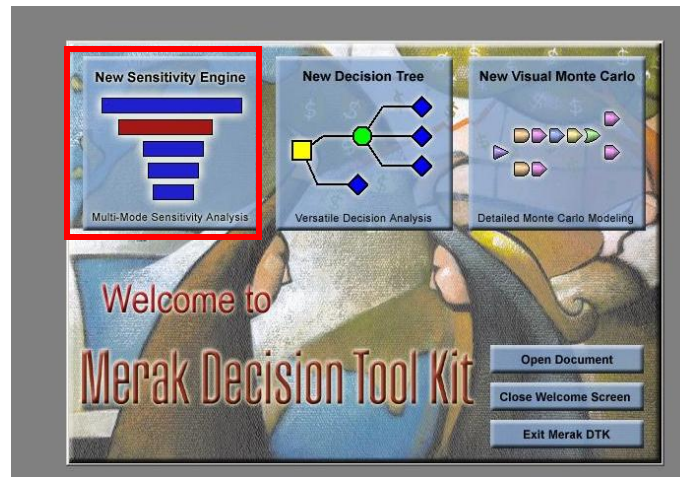 New Sensitivity Engine
Multi-Mode Sensitivity Analysis
New Decision Tree
Versatile Decision Analysis
New Visual Monte Carlo
Detailed Monte Carlo Modeling
Welcome to
Merak Decision Tool Kit
Open Document
Close Welcome Screen
Exit Merak DTK